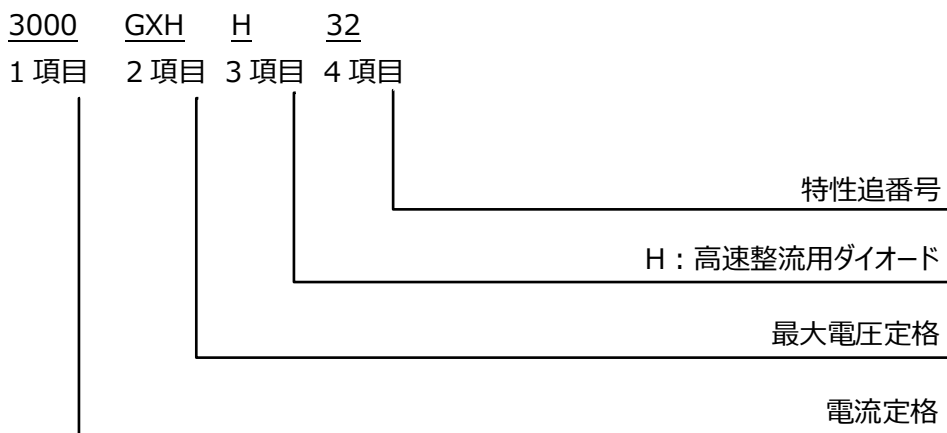 3000 GXH H 32
1 項目 2 項目 3 項目 4 項目
特性追番号
H：高速整流用ダイオード
最大電圧定格
電流定格